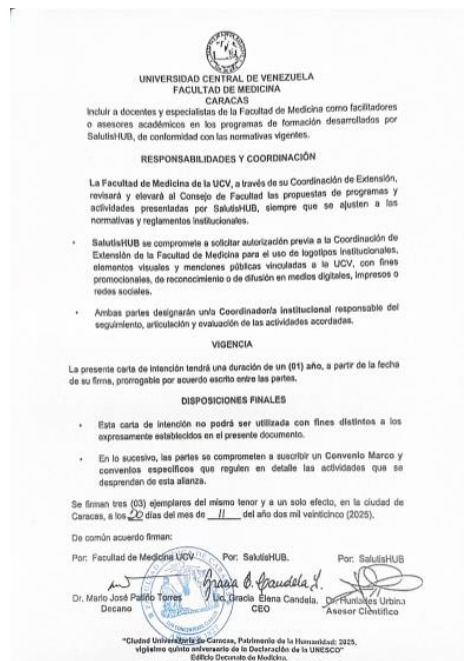 UNIVERSIDAD CENTRAL DE VENEZUELA
FACULTAD DE MEDICINA
CARACAS
Incluir a docentes y especialistas de la Facultad de Medicina como facilitadores
o asesores académicos en los programas de formación desarrollados por
SalutisHUB, de conformidad con las normativas vigentes.
RESPONSABILIDADES Y COORDINACIÓN
La Facultad de Medicina de la UCV, a través de su Coordinación de Extensión,
revisará y elevará al Consejo de Facultad las propuestas de programas y
actividades presentadas por SalutisHUB, siempre que se ajusten a las
normativas y reglamentos institucionales.
• SalutisHUB se compromete a solicitar autorización previa a la Coordinación de
Extensión de la Facultad de Medicina para el uso de logotipos institucionales,
elementos visuales y menciones públicas vinculadas a la UCV, con fines
promocionales, de reconocimiento o de difusión en medios digitales, impresos o
redes sociales.
• Ambas partes designarán un/a Coordinador/a institucional responsable del
seguimiento, articulación y evaluación de las actividades acordadas.
VIGENCIA
La presente carta de intención tendrá una duración de un (01) año, a partir de la fecha
de su firma, prorrogable por acuerdo escrito entre las partes.
DISPOSICIONES FINALES
• Esta carta de intención no podrá ser utilizada con fines distintos a los
expresamente establecidos en el presente documento.
• En lo sucesivo, las partes se comprometen a suscribir un Convenio Marco y
convenios específicos que regulen en detalle las actividades que se
desprendan de esta alianza.
Se firman tres (03) ejemplares del mismo tenor y a un solo efecto, en la ciudad de
Caracas, a los 20 días del mes de 11 del año dos mil veinticinco (2025).
De común acuerdo firman:
Por: Facultad de Medicina UCV Por: SalutisHUB. Por: SalutisHUB
Gracia E. Candela
Dr. Mario José Patiño Torres Lic. Gracia Elena Candela, Dr. Huniades Urbina
Decano CEO Asesor Científico
"Ciudad Universitaria de Caracas, Patrimonio de la Humanidad: 2025,
vigésimo quinto aniversario de la Declaración de la UNESCO"
Edificio Decanato de Medicina.